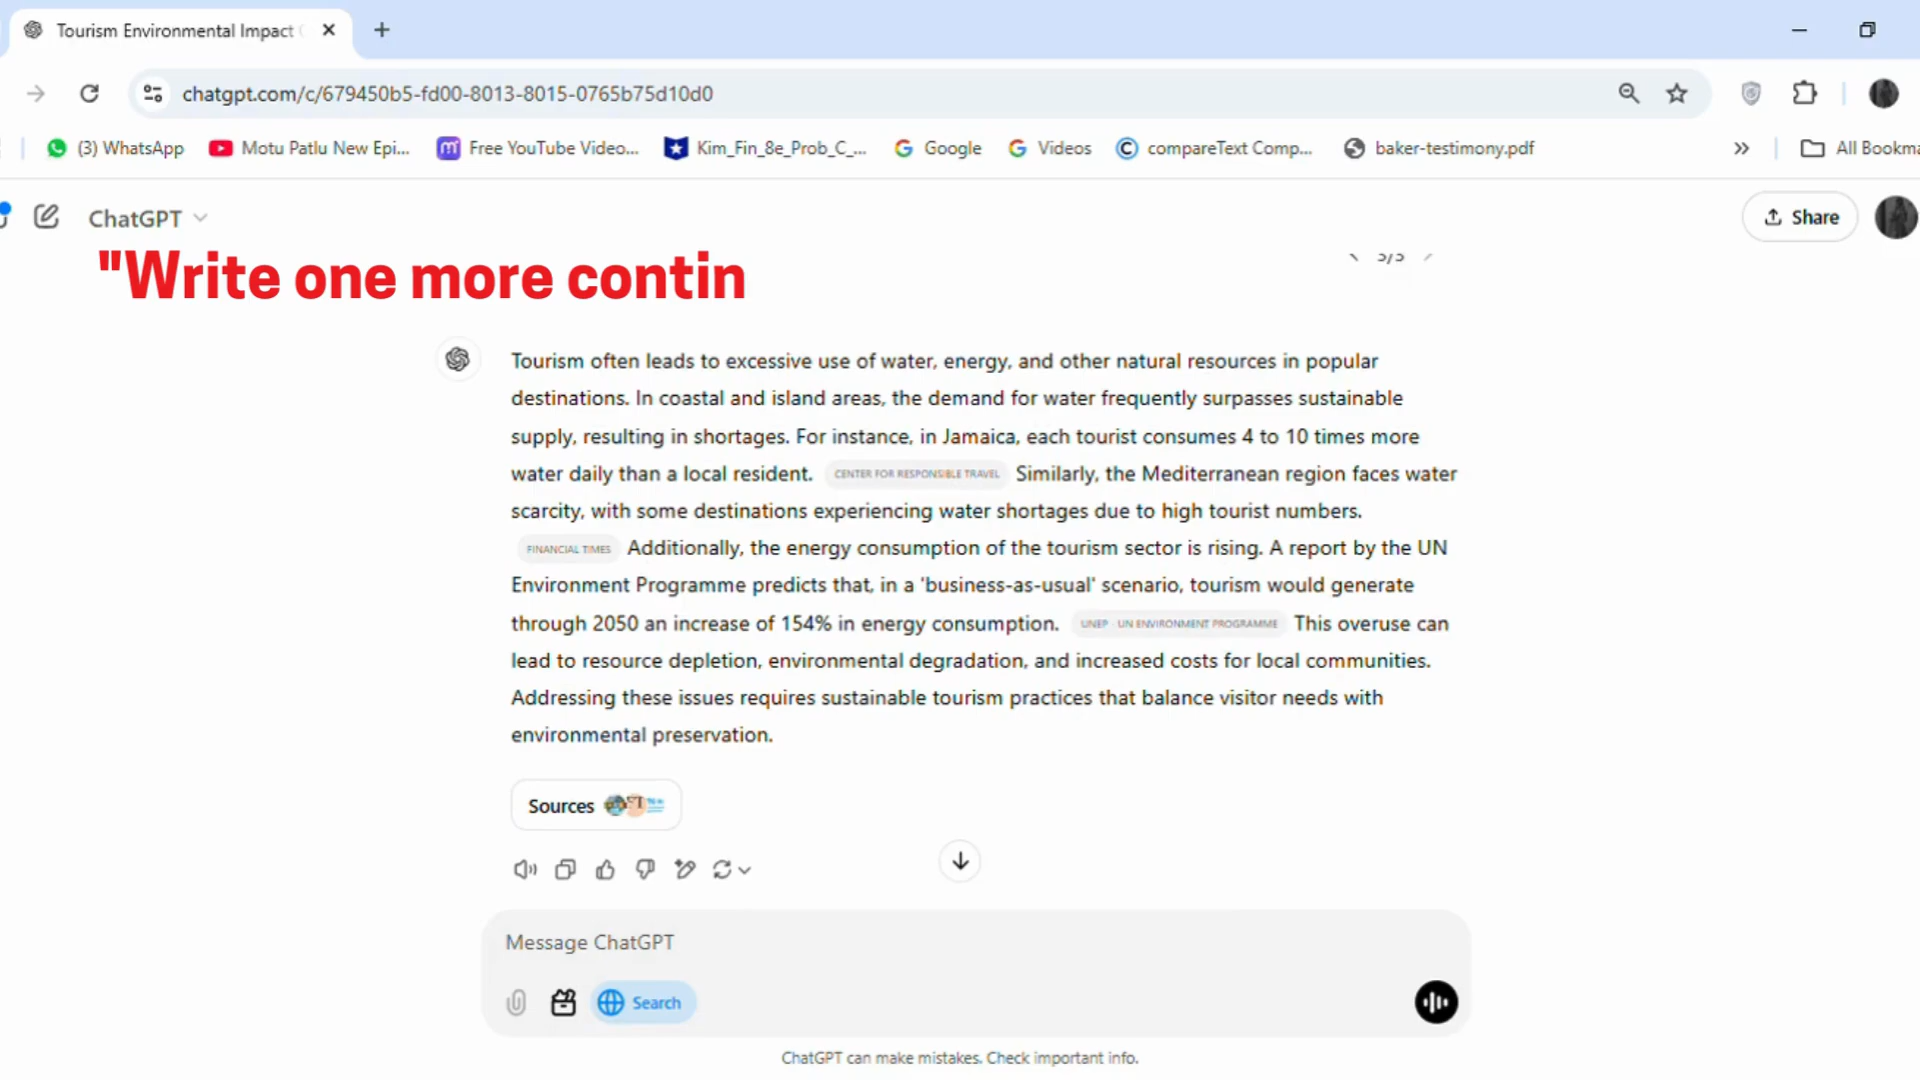 Tourism Environmental Impact
chatgpt.com/c/679450b5-fd00-8013-8015-0765b75d10d0
(3) WhatsApp
Motu Patlu New Epi...
Free YouTube Video...
Kim_Fin_8e_Prob_C_...
Google
Videos
compareText Comp...
baker-testimony.pdf
»
All Bookma
ChatGPT
Share
"Write one more contin
Tourism often leads to excessive use of water, energy, and other natural resources in popular
destinations. In coastal and island areas, the demand for water frequently surpasses sustainable
supply, resulting in shortages. For instance, in Jamaica, each tourist consumes 4 to 10 times more
water daily than a local resident. CENTER FOR RESPONSIBLE TRAVEL Similarly, the Mediterranean region faces water
scarcity, with some destinations experiencing water shortages due to high tourist numbers.
FINANCIAL TIMES Additionally, the energy consumption of the tourism sector is rising. A report by the UN
Environment Programme predicts that, in a 'business-as-usual' scenario, tourism would generate
through 2050 an increase of 154% in energy consumption. UNEP - UN ENVIRONMENT PROGRAMME This overuse can
lead to resource depletion, environmental degradation, and increased costs for local communities.
Addressing these issues requires sustainable tourism practices that balance visitor needs with
environmental preservation.
Sources
Message ChatGPT
Search
ChatGPT can make mistakes. Check important info.